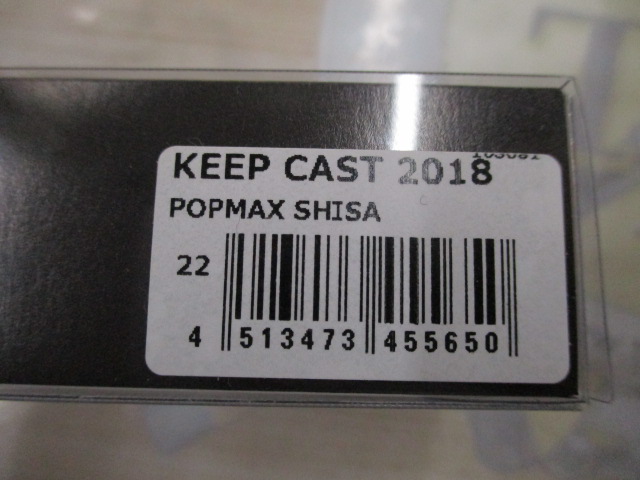 KEEP CAST 2018
POPMAX SHISA
22
4 513473 455650